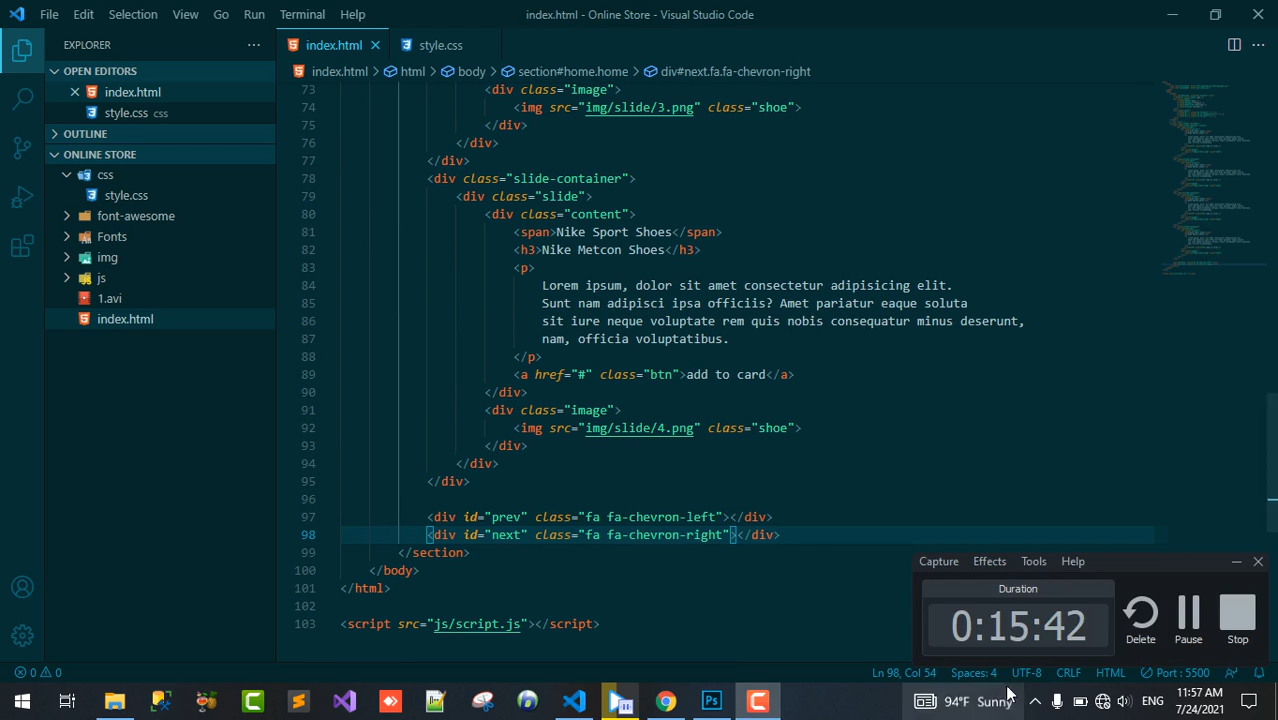 File Edit Selection View Go Run Terminal Help index.html - Online Store - Visual Studio Code
EXPLORER
OPEN EDITORS
index.html
style.css css
OUTLINE
ONLINE STORE
css
style.css
font-awesome
Fonts
img
js
1.avi
index.html
index.html style.css
index.html > html > body > section#home.home > div#next.fa.fa-chevron-right
73 <div class="image">
74 <img src="img/slide/3.png" class="shoe">
75 </div>
76 </div>
77 </div>
78 <div class="slide-container">
79 <div class="slide">
80 <div class="content">
81 <span>Nike Sport Shoes</span>
82 <h3>Nike Metcon Shoes</h3>
83 <p>
84 Lorem ipsum, dolor sit amet consectetur adipisicing elit.
85 Sunt nam adipisci ipsa officiis? Amet pariatur eaque soluta
86 sit iure neque voluptate rem quis nobis consequatur minus deserunt,
87 nam, officia voluptatibus.
88 </p>
89 <a href="#" class="btn">add to card</a>
90 </div>
91 <div class="image">
92 <img src="img/slide/4.png" class="shoe">
93 </div>
94 </div>
95 </div>
96
97 <div id="prev" class="fa fa-chevron-left"></div>
98 <div id="next" class="fa fa-chevron-right"></div>
99 </section>
100 </body>
101 </html>
102
103 <script src="js/script.js"></script>
Capture Effects Tools Help
Duration
0:15:42
Delete Pause Stop
0 0 Ln 98, Col 54 Spaces: 4 UTF-8 CRLF HTML Port : 5500
94°F Sunny ENG 11:57 AM
7/24/2021